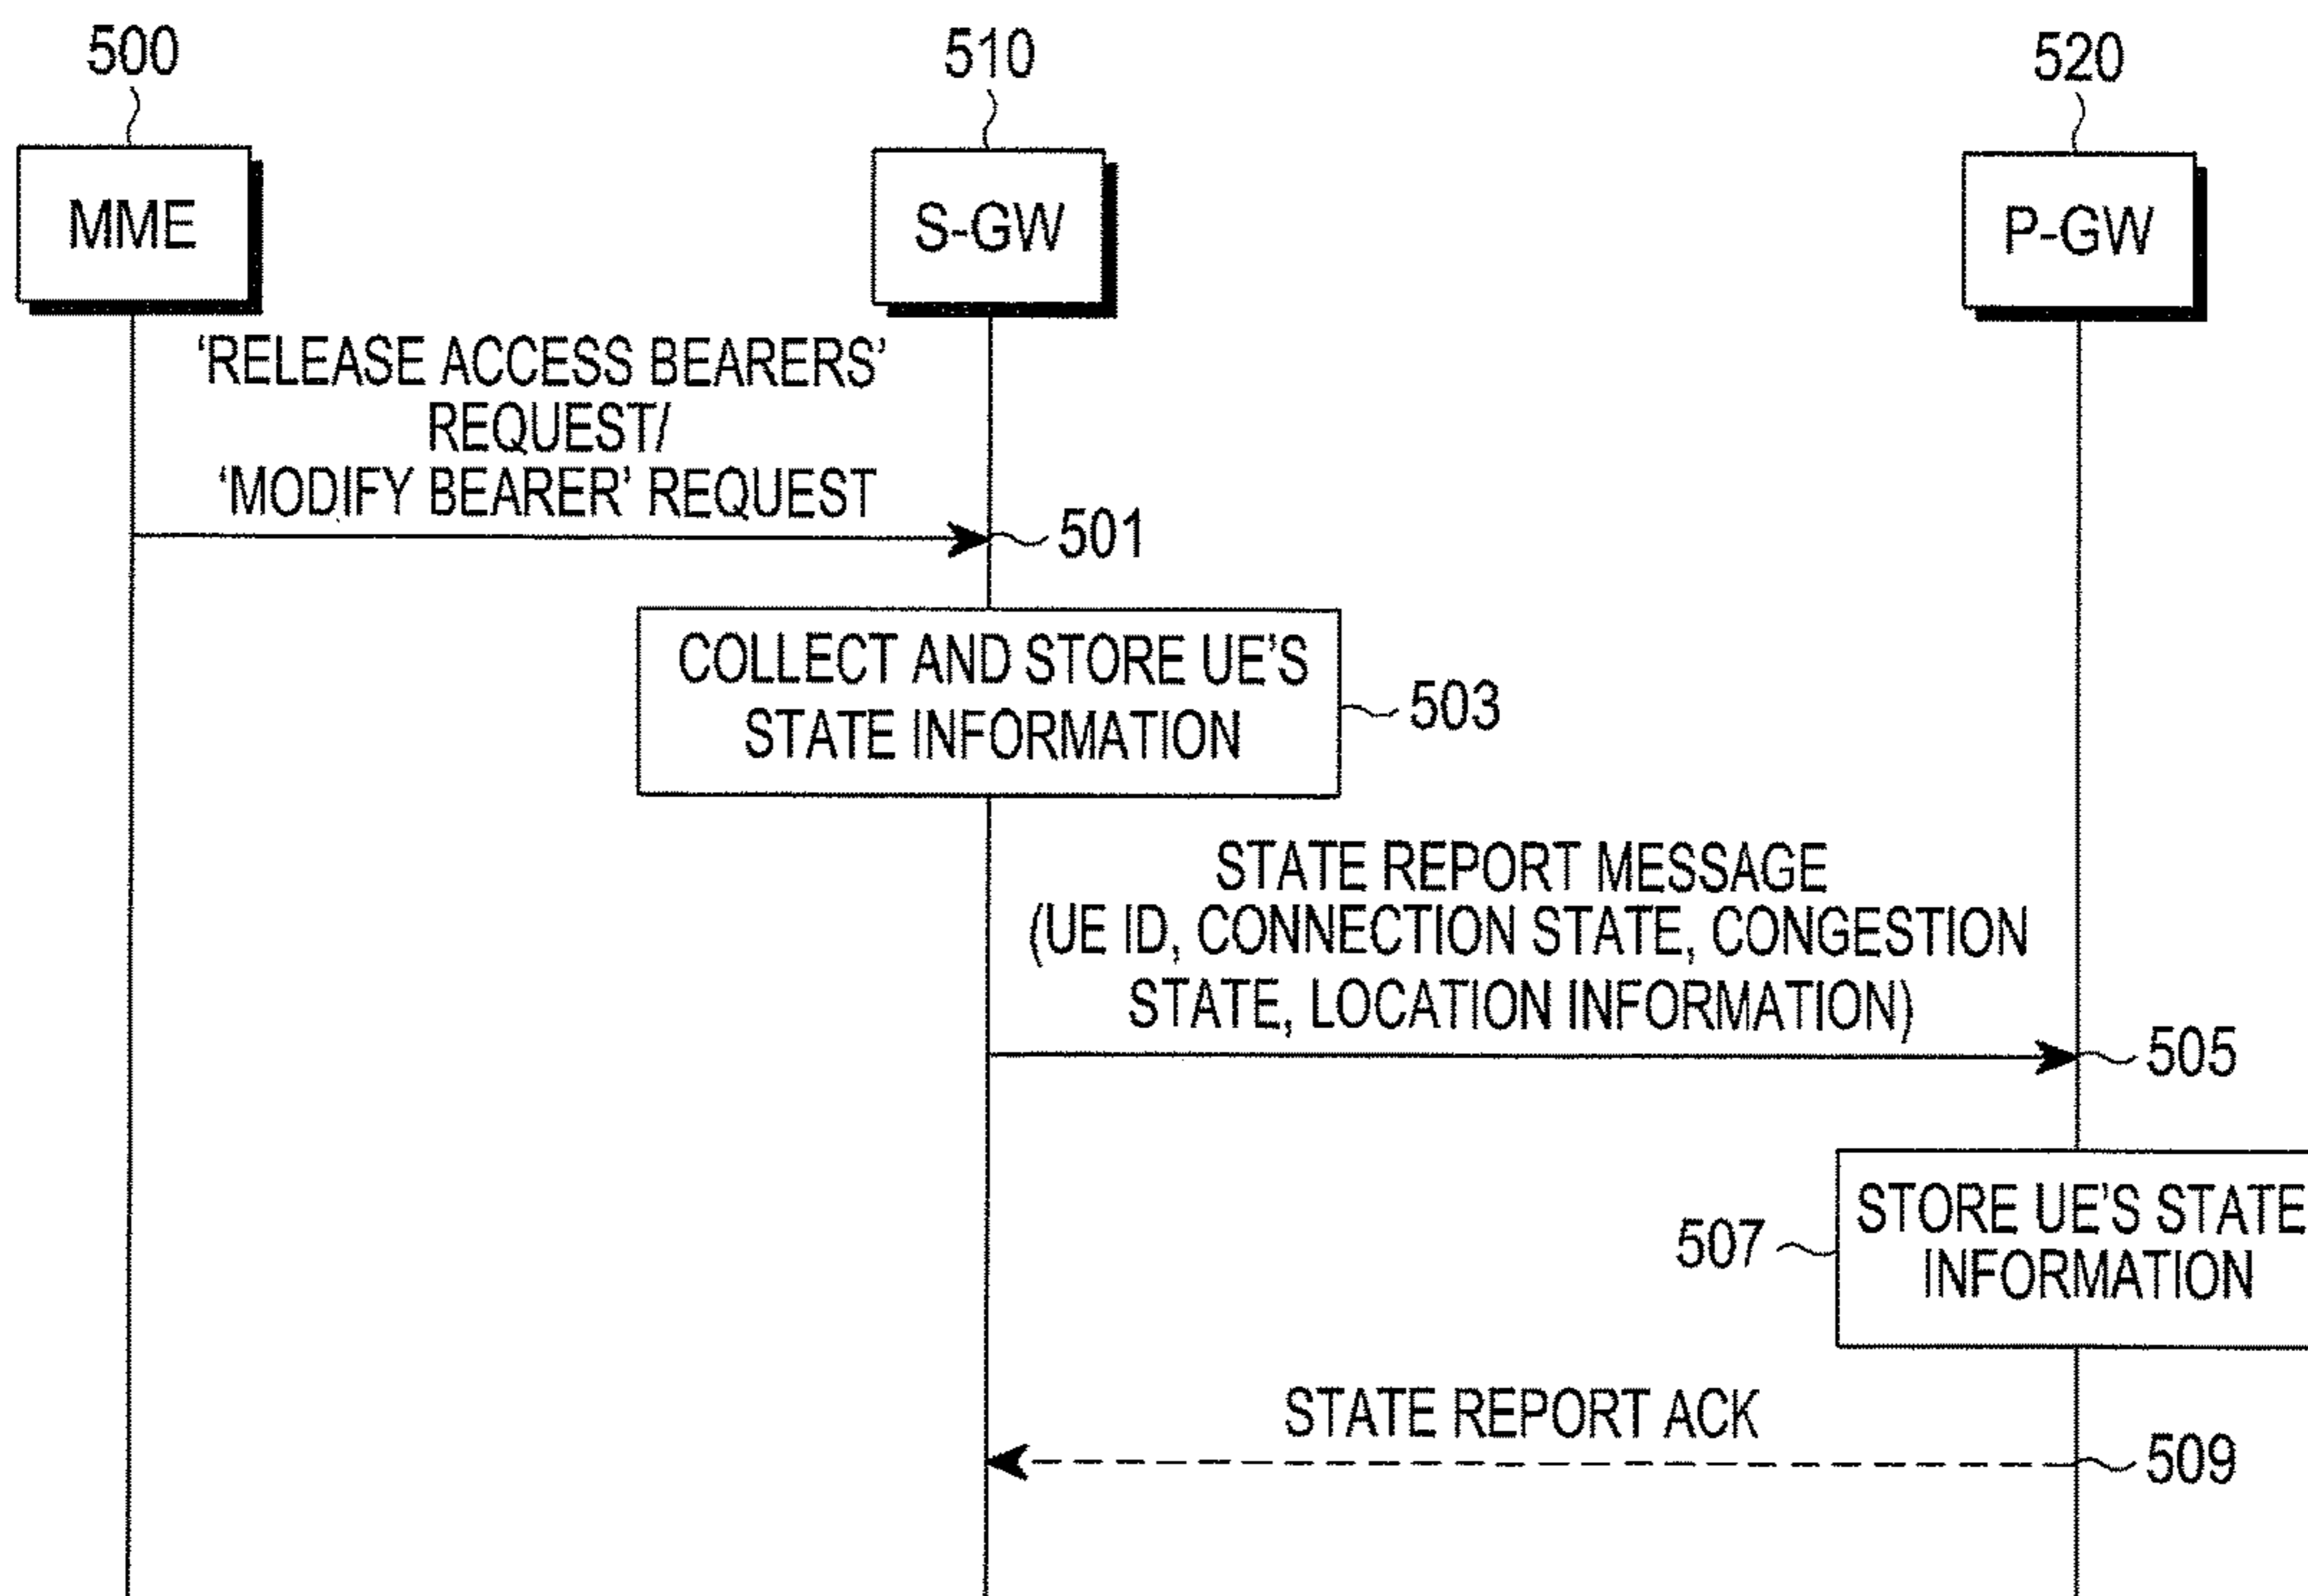 500
510
520
MME
S-GW
P-GW
‘RELEASE ACCESS BEARERS’
REQUEST/
‘MODIFY BEARER’ REQUEST
501
COLLECT AND STORE UE’S
STATE INFORMATION
503
STATE REPORT MESSAGE
(UE ID, CONNECTION STATE, CONGESTION
STATE, LOCATION INFORMATION)
505
STORE UE’S STATE
INFORMATION
507
STATE REPORT ACK
509